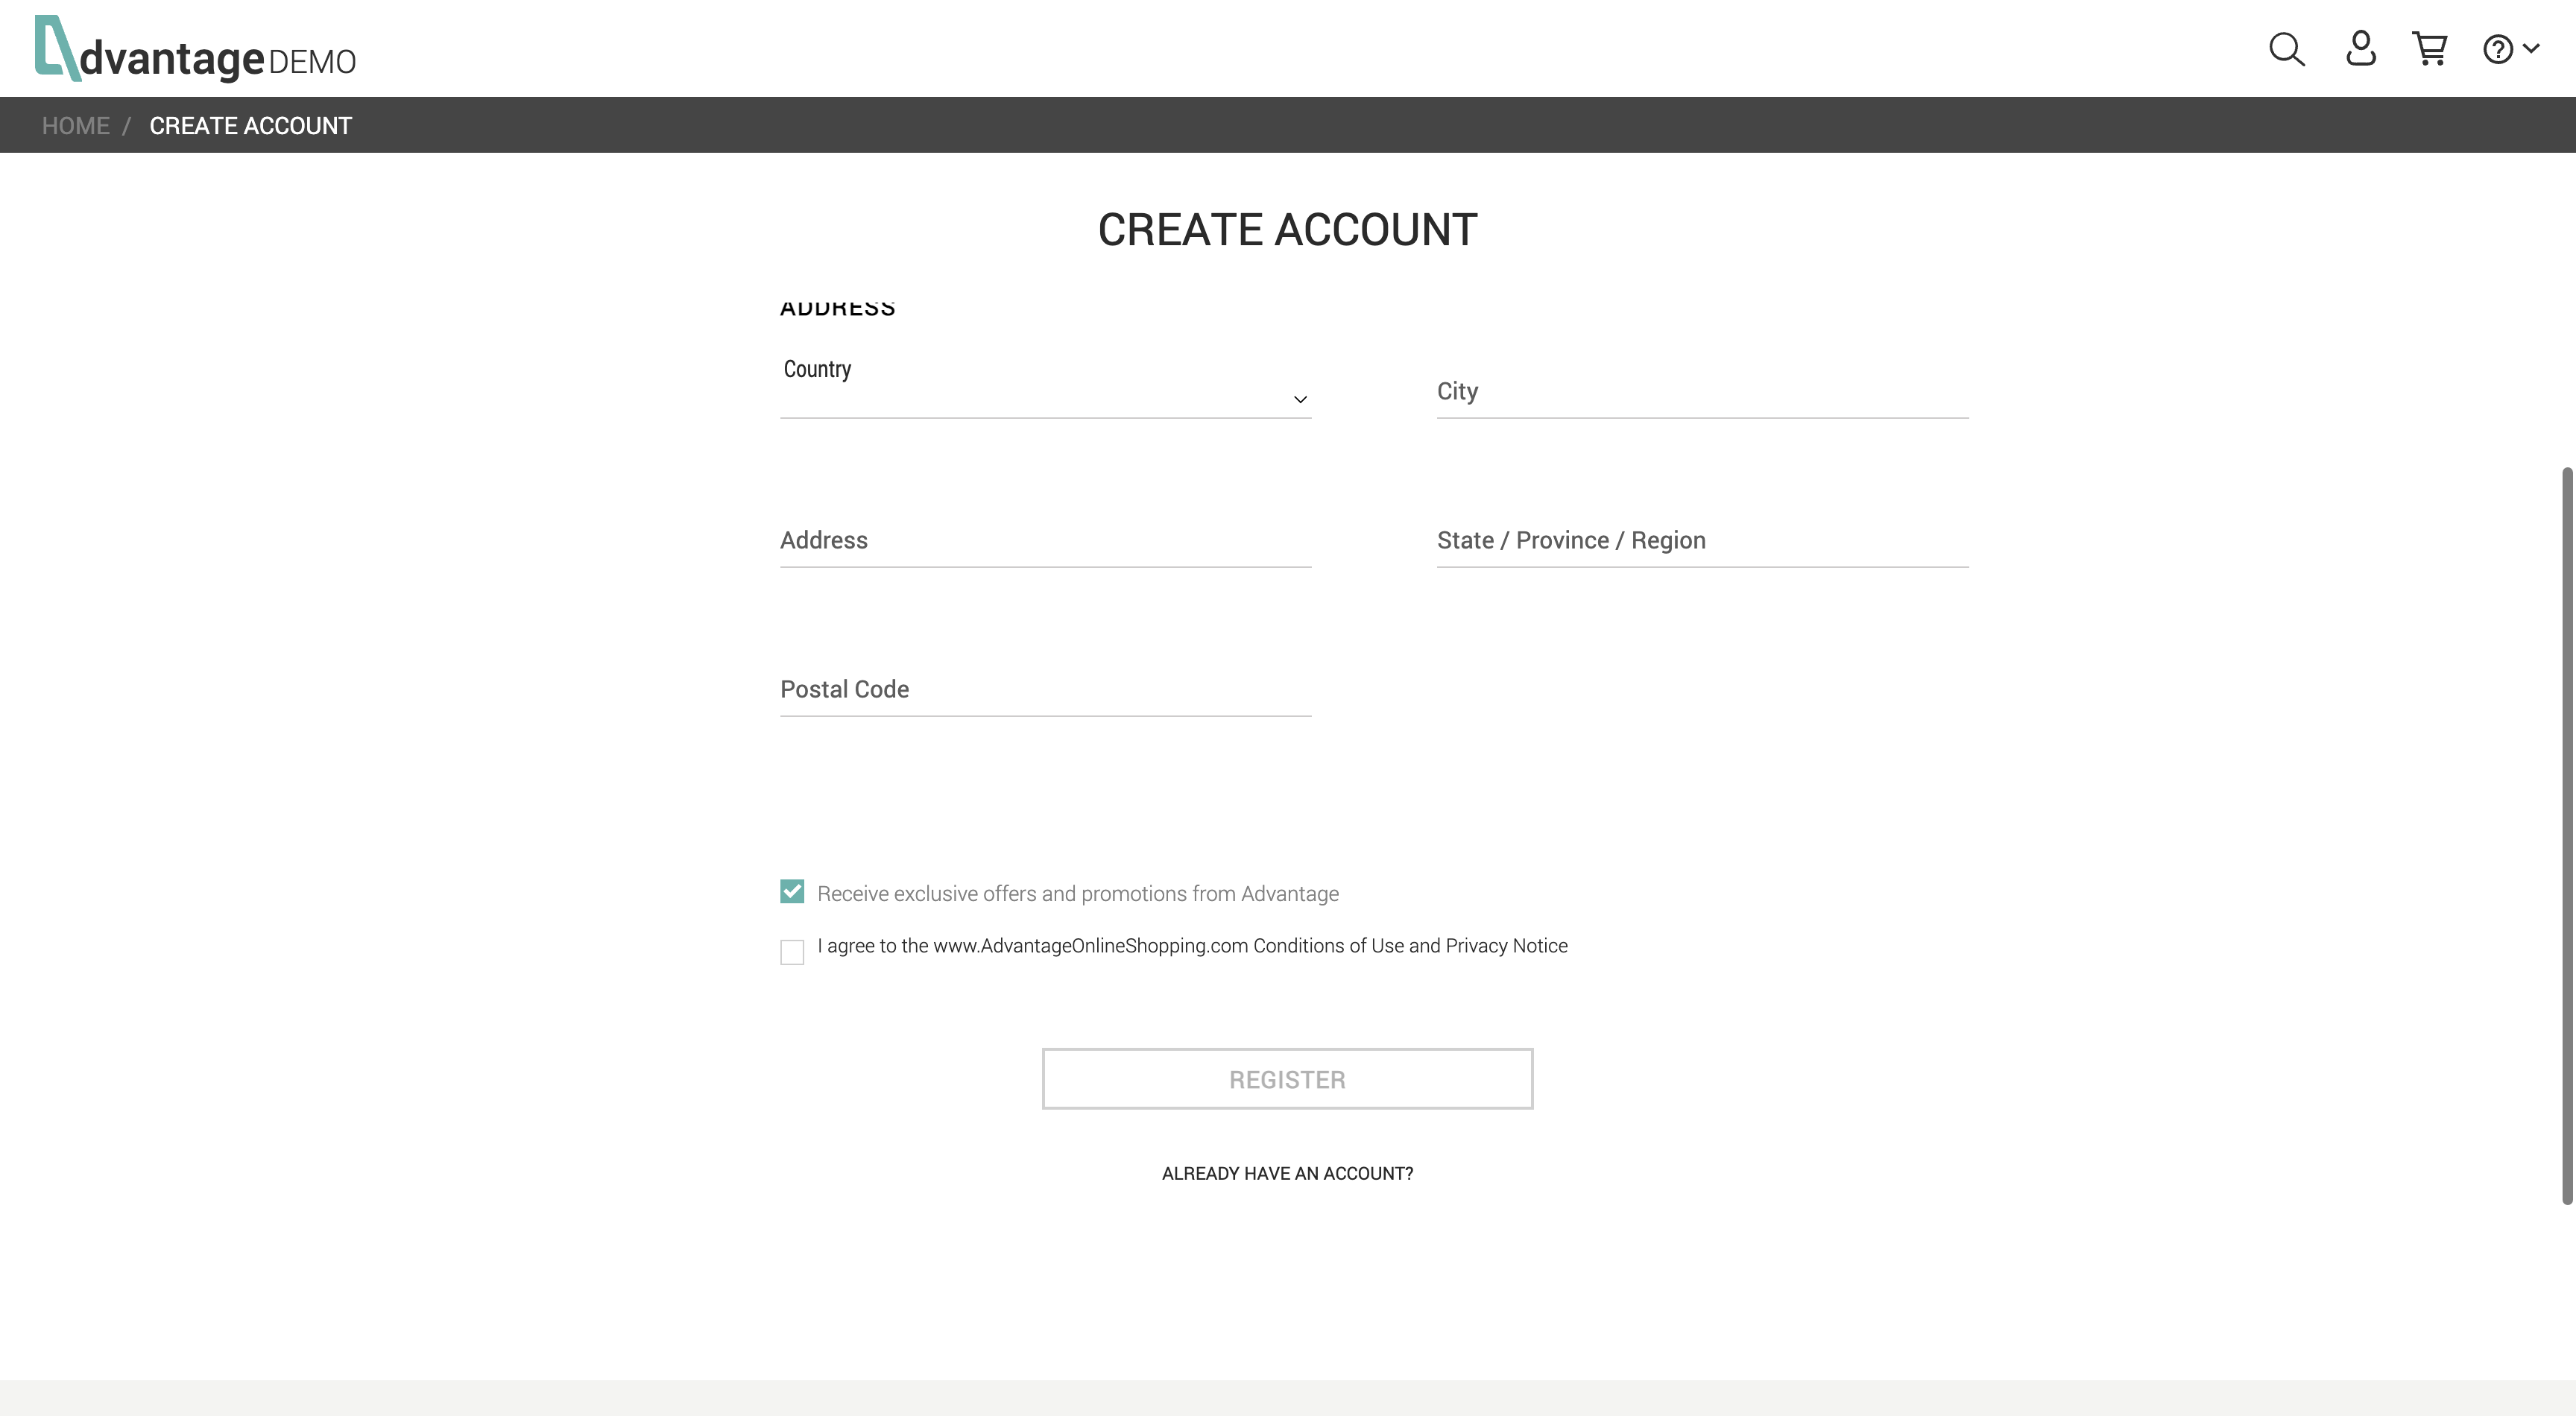 dvantage DEMO
HOME / CREATE ACCOUNT
CREATE ACCOUNT
ADDRESS
Country
City
Address
State / Province / Region
Postal Code
Receive exclusive offers and promotions from Advantage
I agree to the www.AdvantageOnlineShopping.com Conditions of Use and Privacy Notice
REGISTER
ALREADY HAVE AN ACCOUNT?